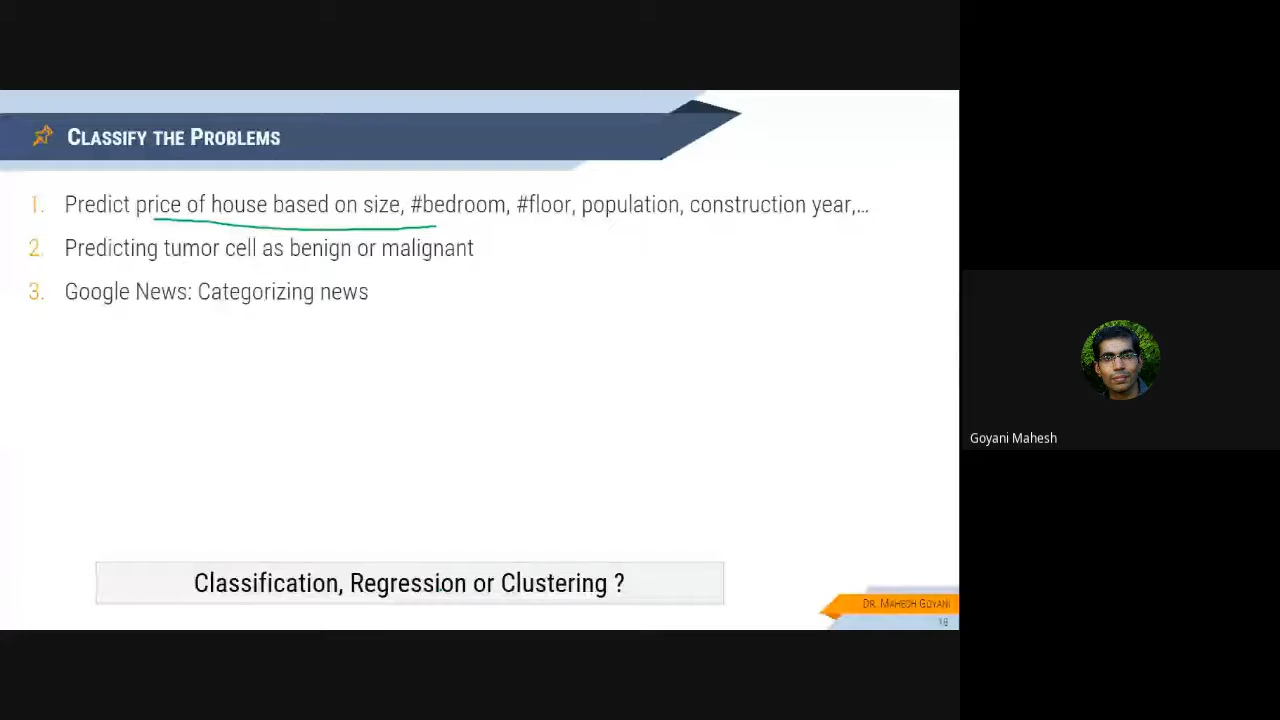 CLASSIFY THE PROBLEMS
1. Predict price of house based on size, #bedroom, #floor, population, construction year,...
2. Predicting tumor cell as benign or malignant
3. Google News: Categorizing news
Classification, Regression or Clustering ?
DR. MAHESH GOYANI
18
Goyani Mahesh